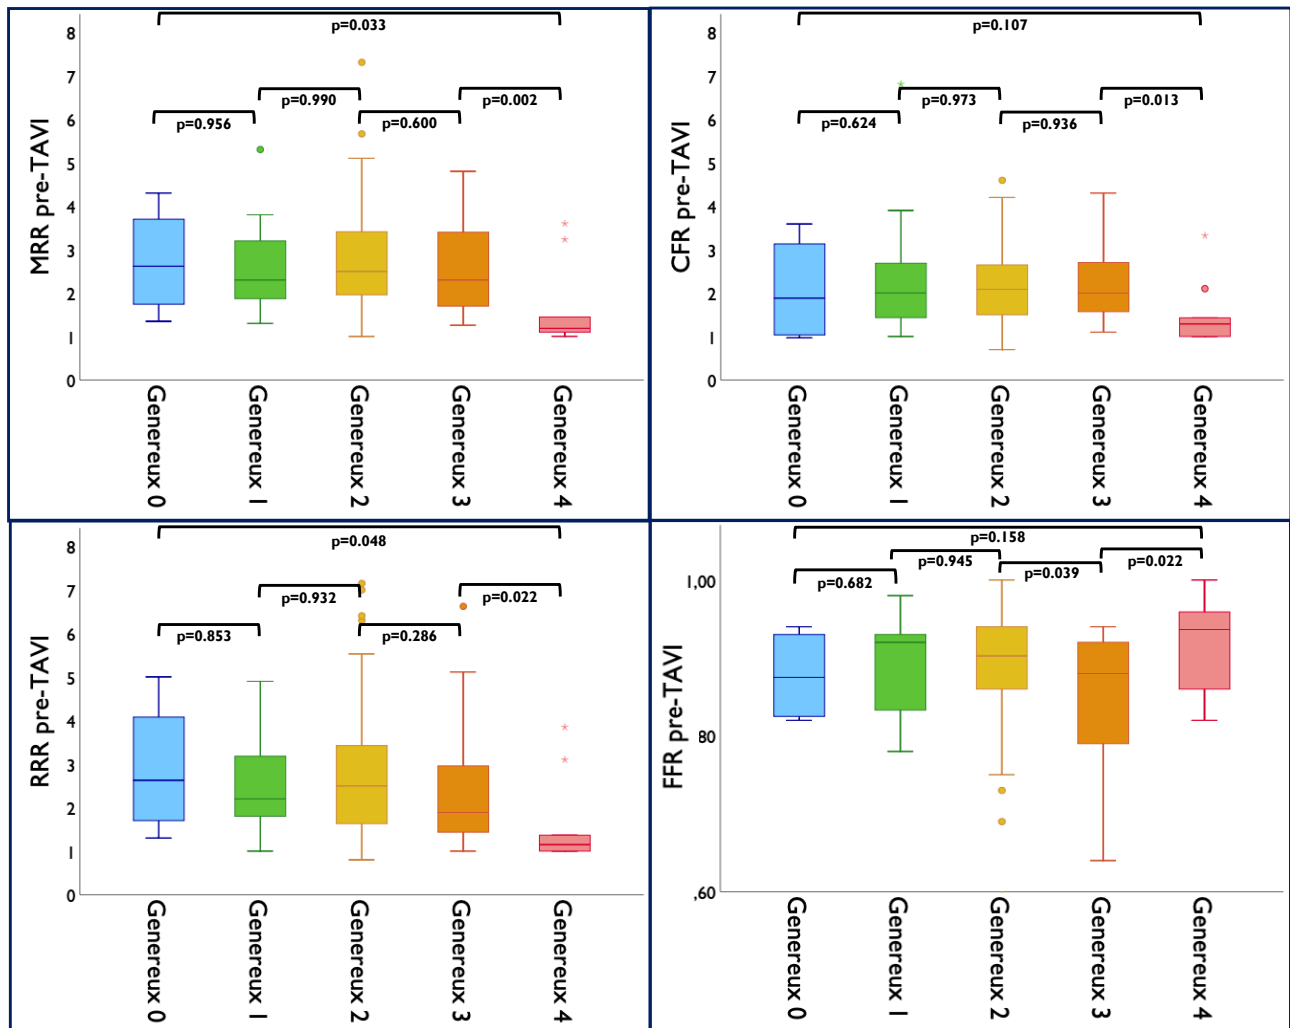 p=0.033
p=0.990
p=0.002
p=0.956
p=0.600
MRR pre-TAVI
8
7
6
5
4
3
2
1
0
Genereux 0
Genereux 1
Genereux 2
Genereux 3
Genereux 4
p=0.107
p=0.973
p=0.013
p=0.624
p=0.936
CFR pre-TAVI
8
7
6
5
4
3
2
1
0
Genereux 0
Genereux 1
Genereux 2
Genereux 3
Genereux 4
p=0.048
p=0.932
p=0.022
p=0.853
p=0.286
RRR pre-TAVI
8
7
6
5
4
3
2
1
0
Genereux 0
Genereux 1
Genereux 2
Genereux 3
Genereux 4
p=0.158
p=0.945
p=0.022
p=0.682
p=0.039
FFR pre-TAVI
1,00
80
,60
Genereux 0
Genereux 1
Genereux 2
Genereux 3
Genereux 4